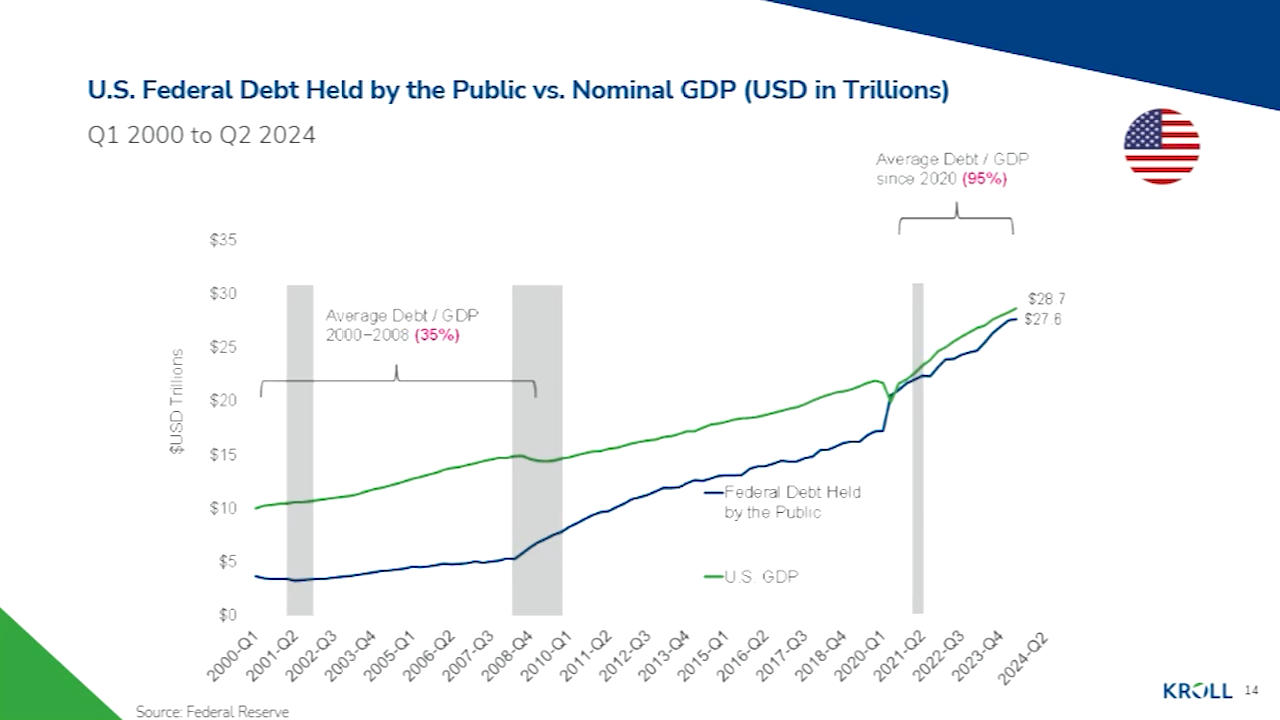 U.S. Federal Debt Held by the Public vs. Nominal GDP (USD in Trillions)
Q1 2000 to Q2 2024
Average Debt / GDP
since 2020 (95%)
$35
$30
$25
$20
$15
$10
$5
$0
$USD Trillions
Average Debt / GDP
2000–2008 (35%)
$28.7
$27.6
Federal Debt Held
by the Public
U.S. GDP
2000-Q1
2001-Q2
2002-Q3
2003-Q4
2005-Q1
2006-Q2
2007-Q3
2008-Q4
2010-Q1
2011-Q2
2012-Q3
2013-Q4
2015-Q1
2016-Q2
2017-Q3
2018-Q4
2020-Q1
2021-Q2
2022-Q3
2023-Q4
2024-Q2
Source: Federal Reserve
KROLL
14